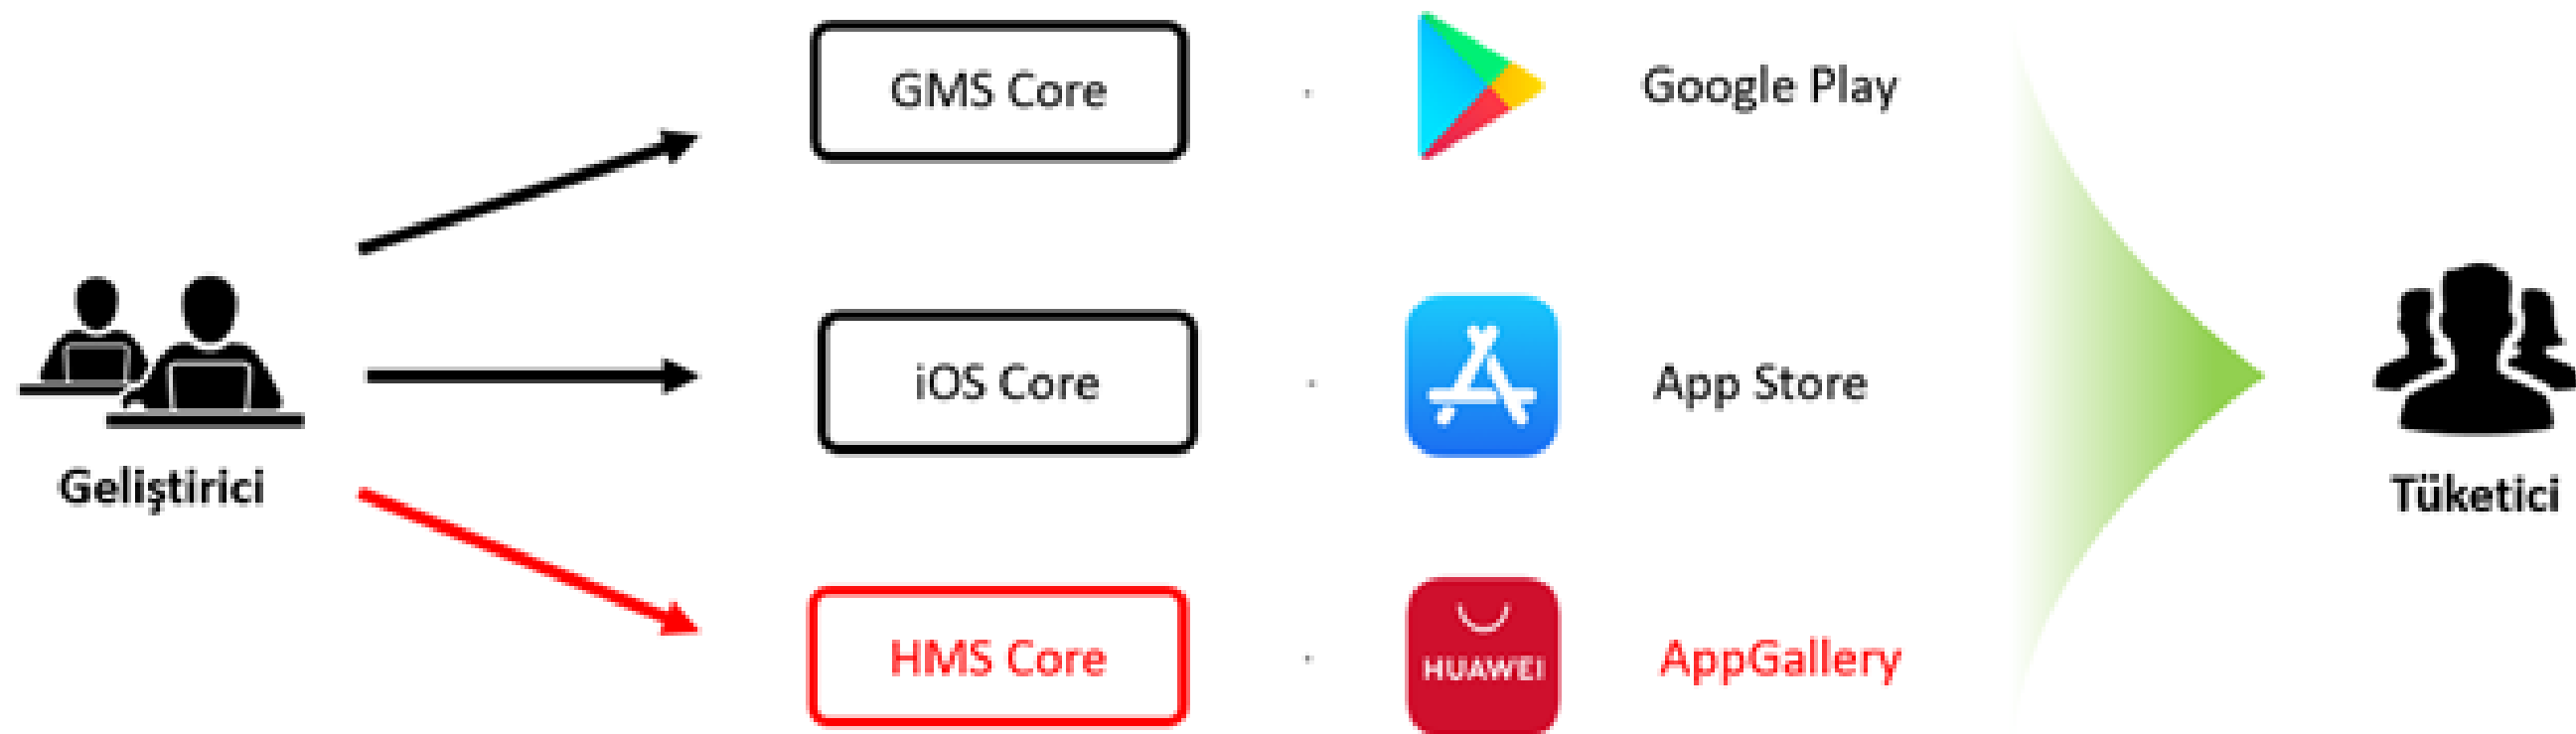 GMS Core
Google Play
Geliştirici
iOS Core
App Store
Tüketici
HMS Core
HUAWEI
AppGallery